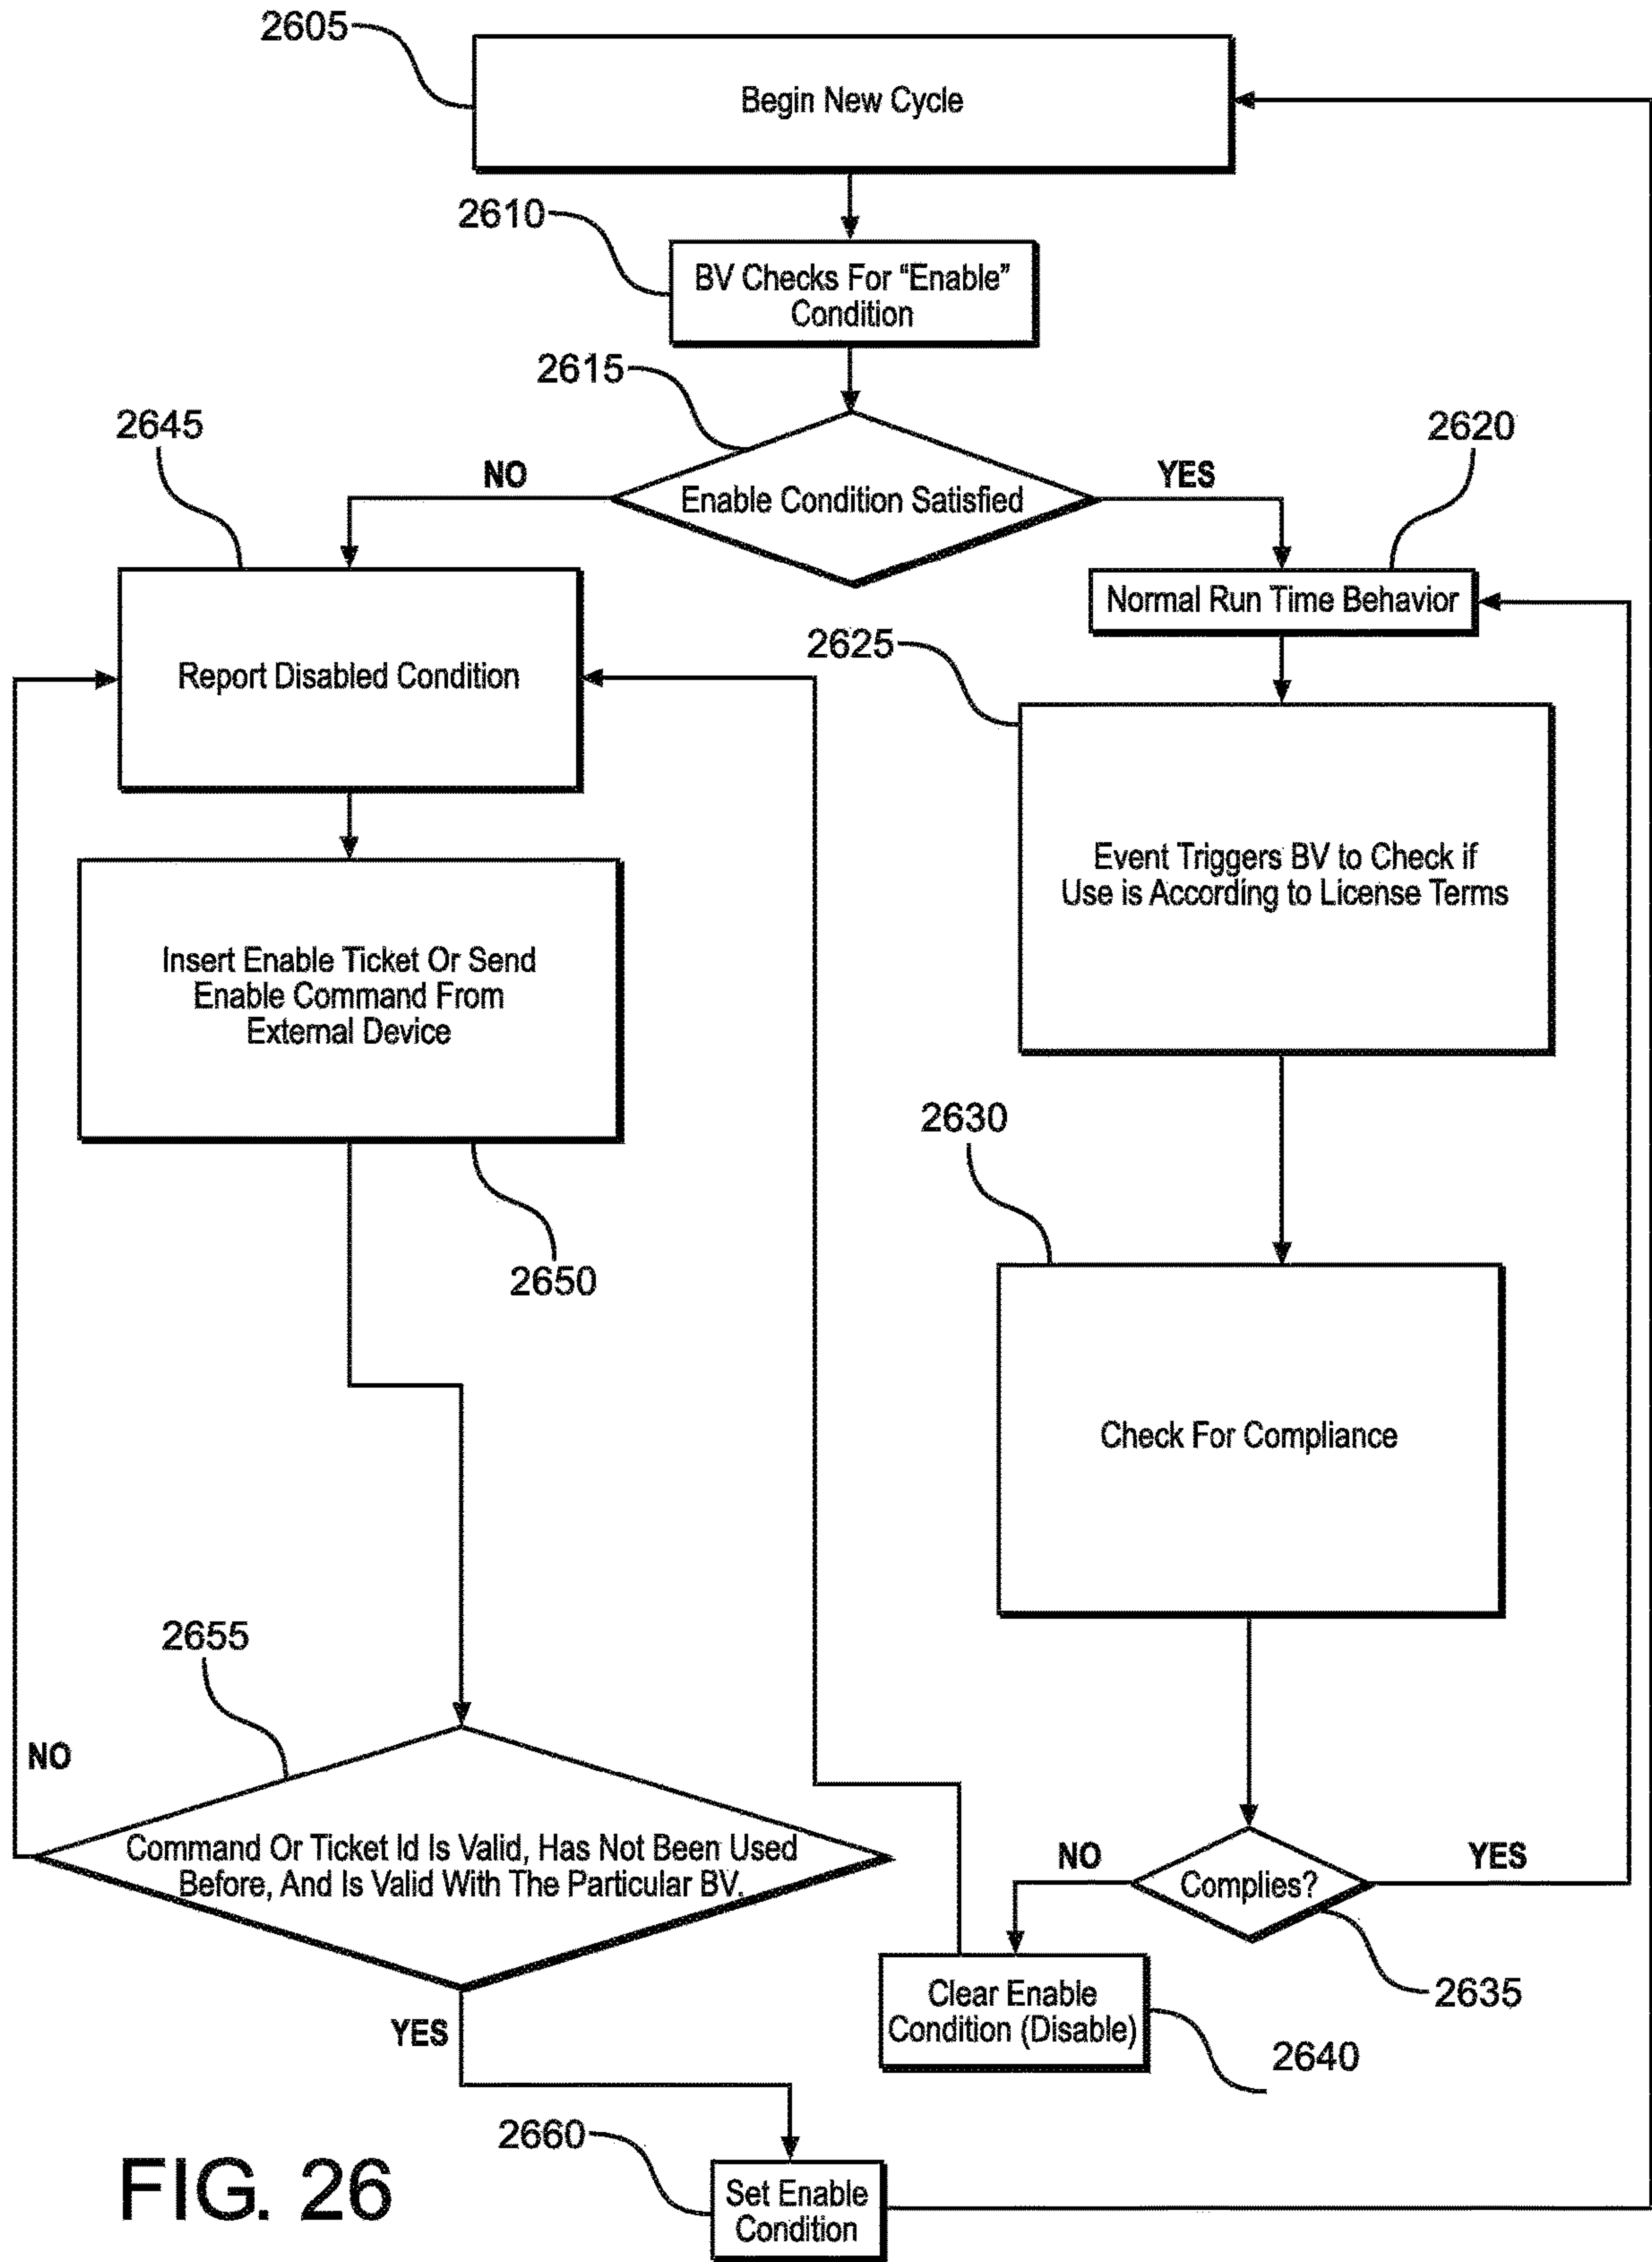 2605
Begin New Cycle
2610
BV Checks For “Enable”
Condition
2615
2645
2620
NO
YES
Enable Condition Satisfied
Normal Run Time Behavior
2625
Report Disabled Condition
Event Triggers BV to Check if
Use is According to License Terms
Insert Enable Ticket Or Send
Enable Command From
External Device
2630
2650
Check For Compliance
2655
NO
Command Or Ticket Id Is Valid, Has Not Been Used
Before, And Is Valid With The Particular BV.
NO
YES
Complies?
2635
Clear Enable
Condition (Disable)
YES
2640
2660
FIG. 26
Set Enable
Condition